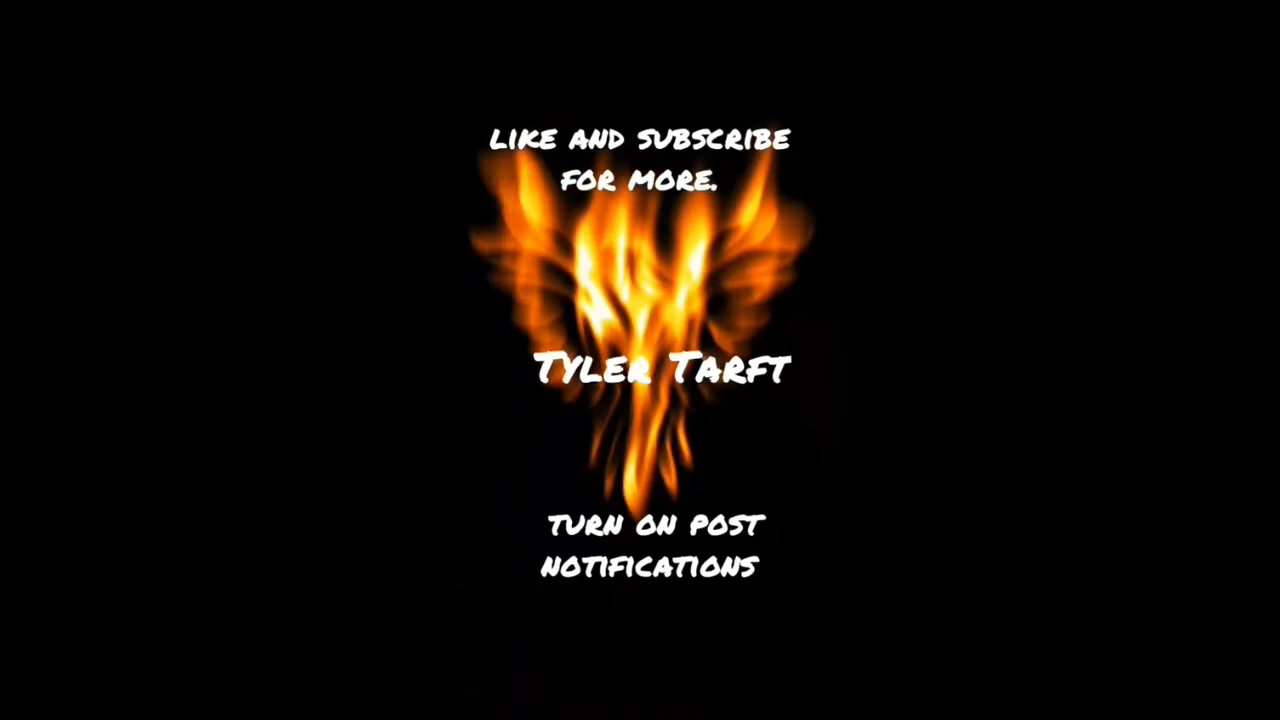 LIKE AND SUBSCRIBE
FOR MORE.
TYLER TARFT
TURN ON POST
NOTIFICATIONS